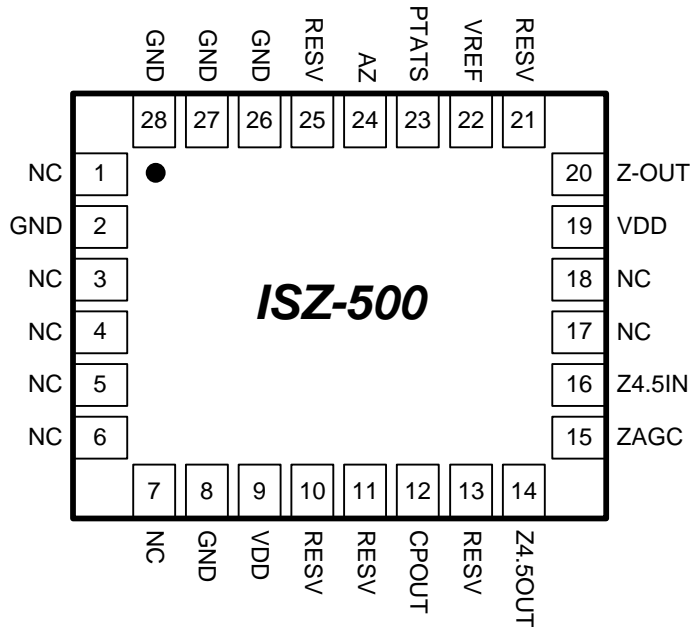 GND GND GND RESV AZ PTATS VREF RESV
28 27 26 25 24 23 22 21
NC 1 20 Z-OUT
GND 2 19 VDD
NC 3 18 NC
ISZ-500
NC 4 17 NC
NC 5 16 Z4.5IN
NC 6 15 ZAGC
7 8 9 10 11 12 13 14
NC GND VDD RESV RESV CPOUT RESV Z4.5OUT